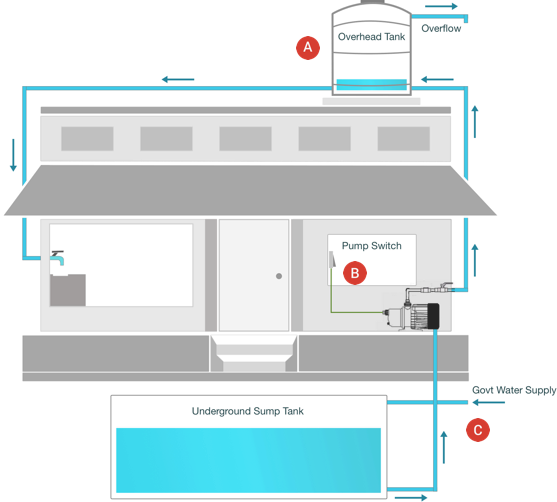 Overflow
Overhead Tank
A
Pump Switch
B
Govt Water Supply
Underground Sump Tank
C